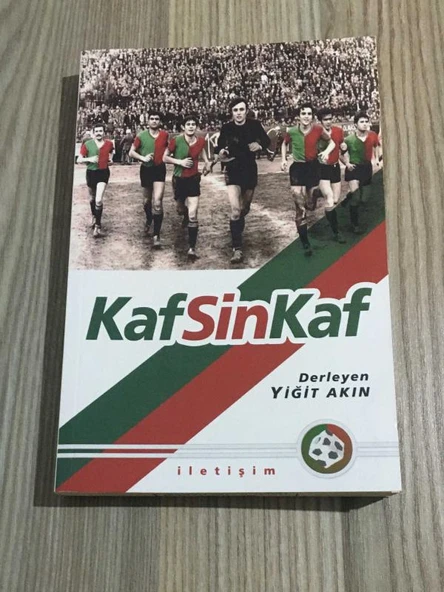 KafSinKaf
Derleyen
YİĞİT AKIN
iletişim